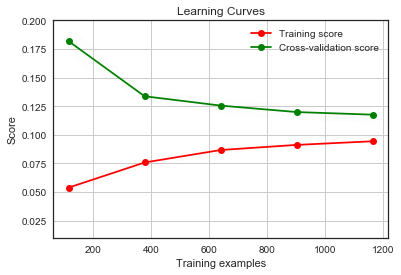 Learning Curves
0.200
0.175
0.150
0.125
0.100
0.075
0.050
0.025
Score
Training score
Cross-validation score
200 400 600 800 1000 1200
Training examples